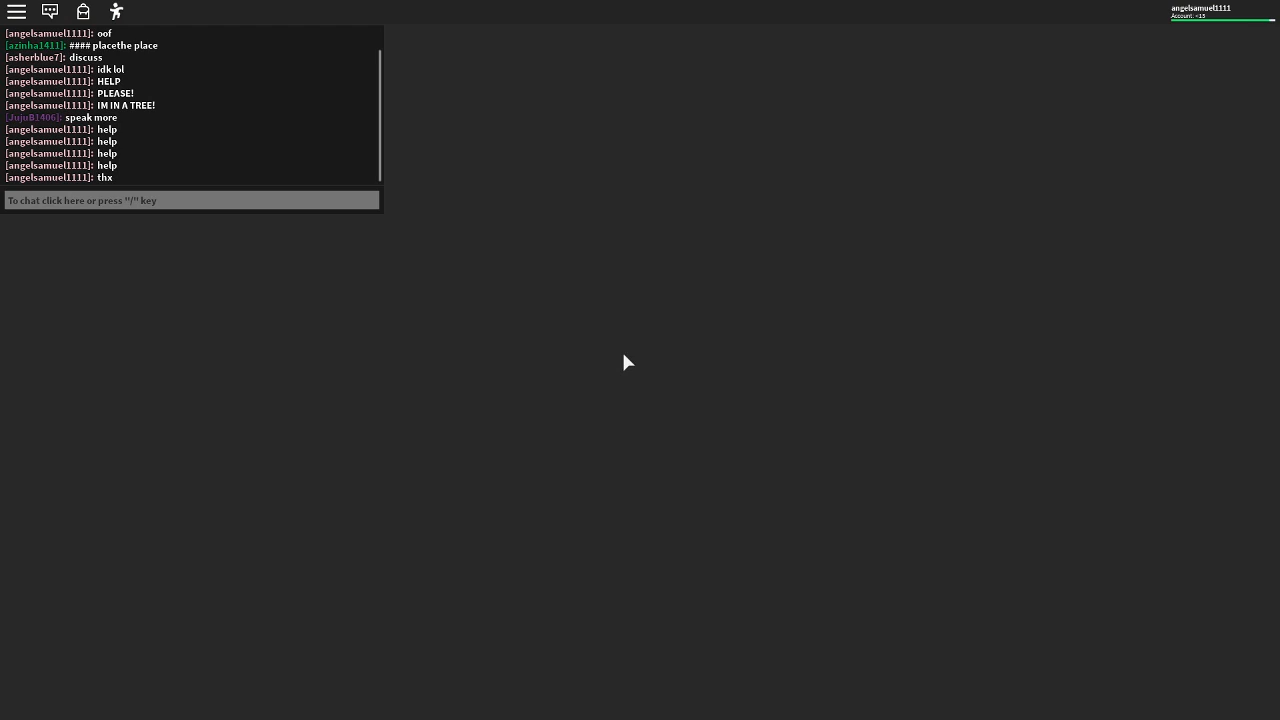 angelsamuel1111
Account: <13
[angelsamuel1111]: oof
[azinha1411]: #### placethe place
[asherblue7]: discuss
[angelsamuel1111]: idk lol
[angelsamuel1111]: HELP
[angelsamuel1111]: PLEASE!
[angelsamuel1111]: IM IN A TREE!
[JujuB1406]: speak more
[angelsamuel1111]: help
[angelsamuel1111]: help
[angelsamuel1111]: help
[angelsamuel1111]: help
[angelsamuel1111]: thx
To chat click here or press "/" key